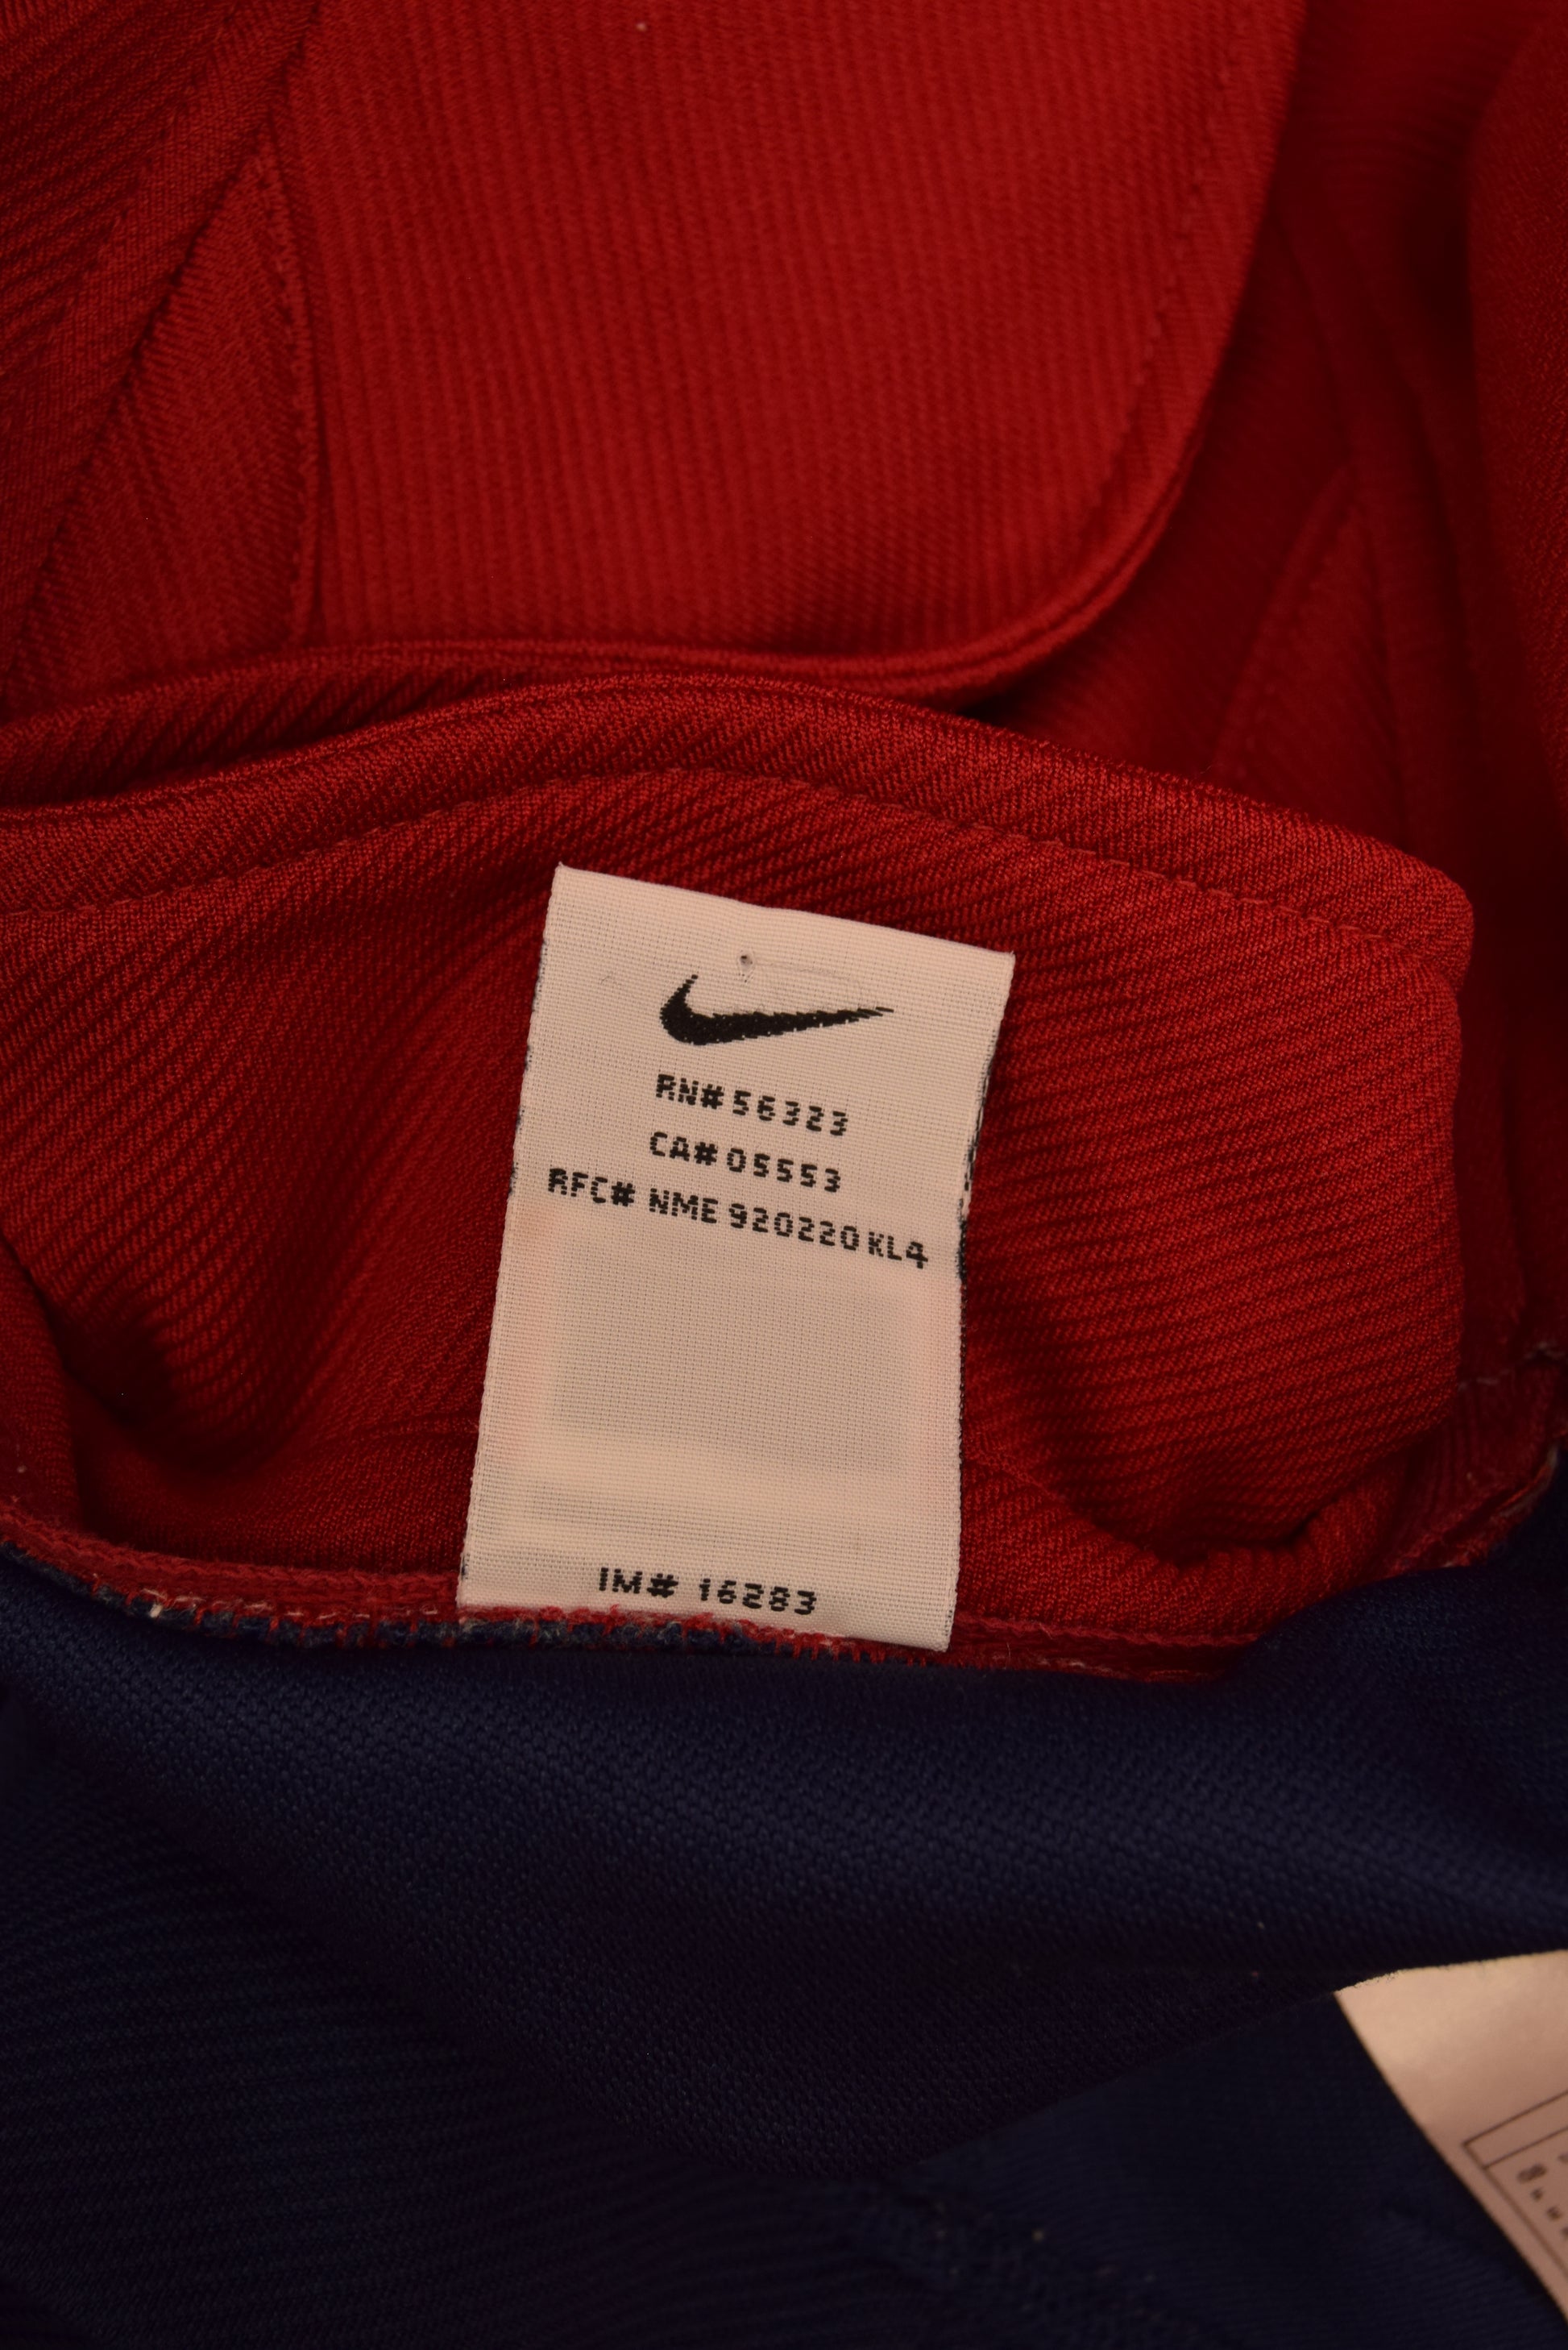 RN# 56323
CA# 05553
RFC# NME 920220 KL4
IM# 16283